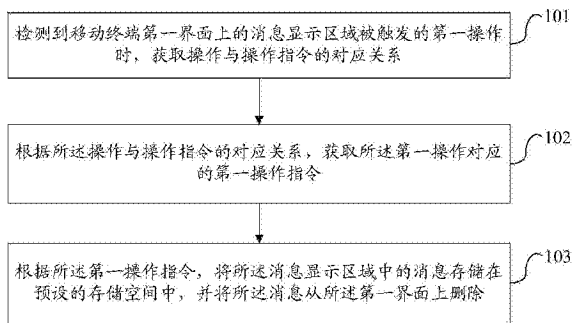 检测到移动终端第一界面上的消息显示区域被触发的第一操作
时，获取操作与操作指令的对应关系
101
根据所述操作与操作指令的对应关系，获取所述第一操作对应
的第一操作指令
102
根据所述第一操作指令，将所述消息显示区域中的消息存储在
预设的存储空间中，并将所述消息从所述第一界面上删除
103